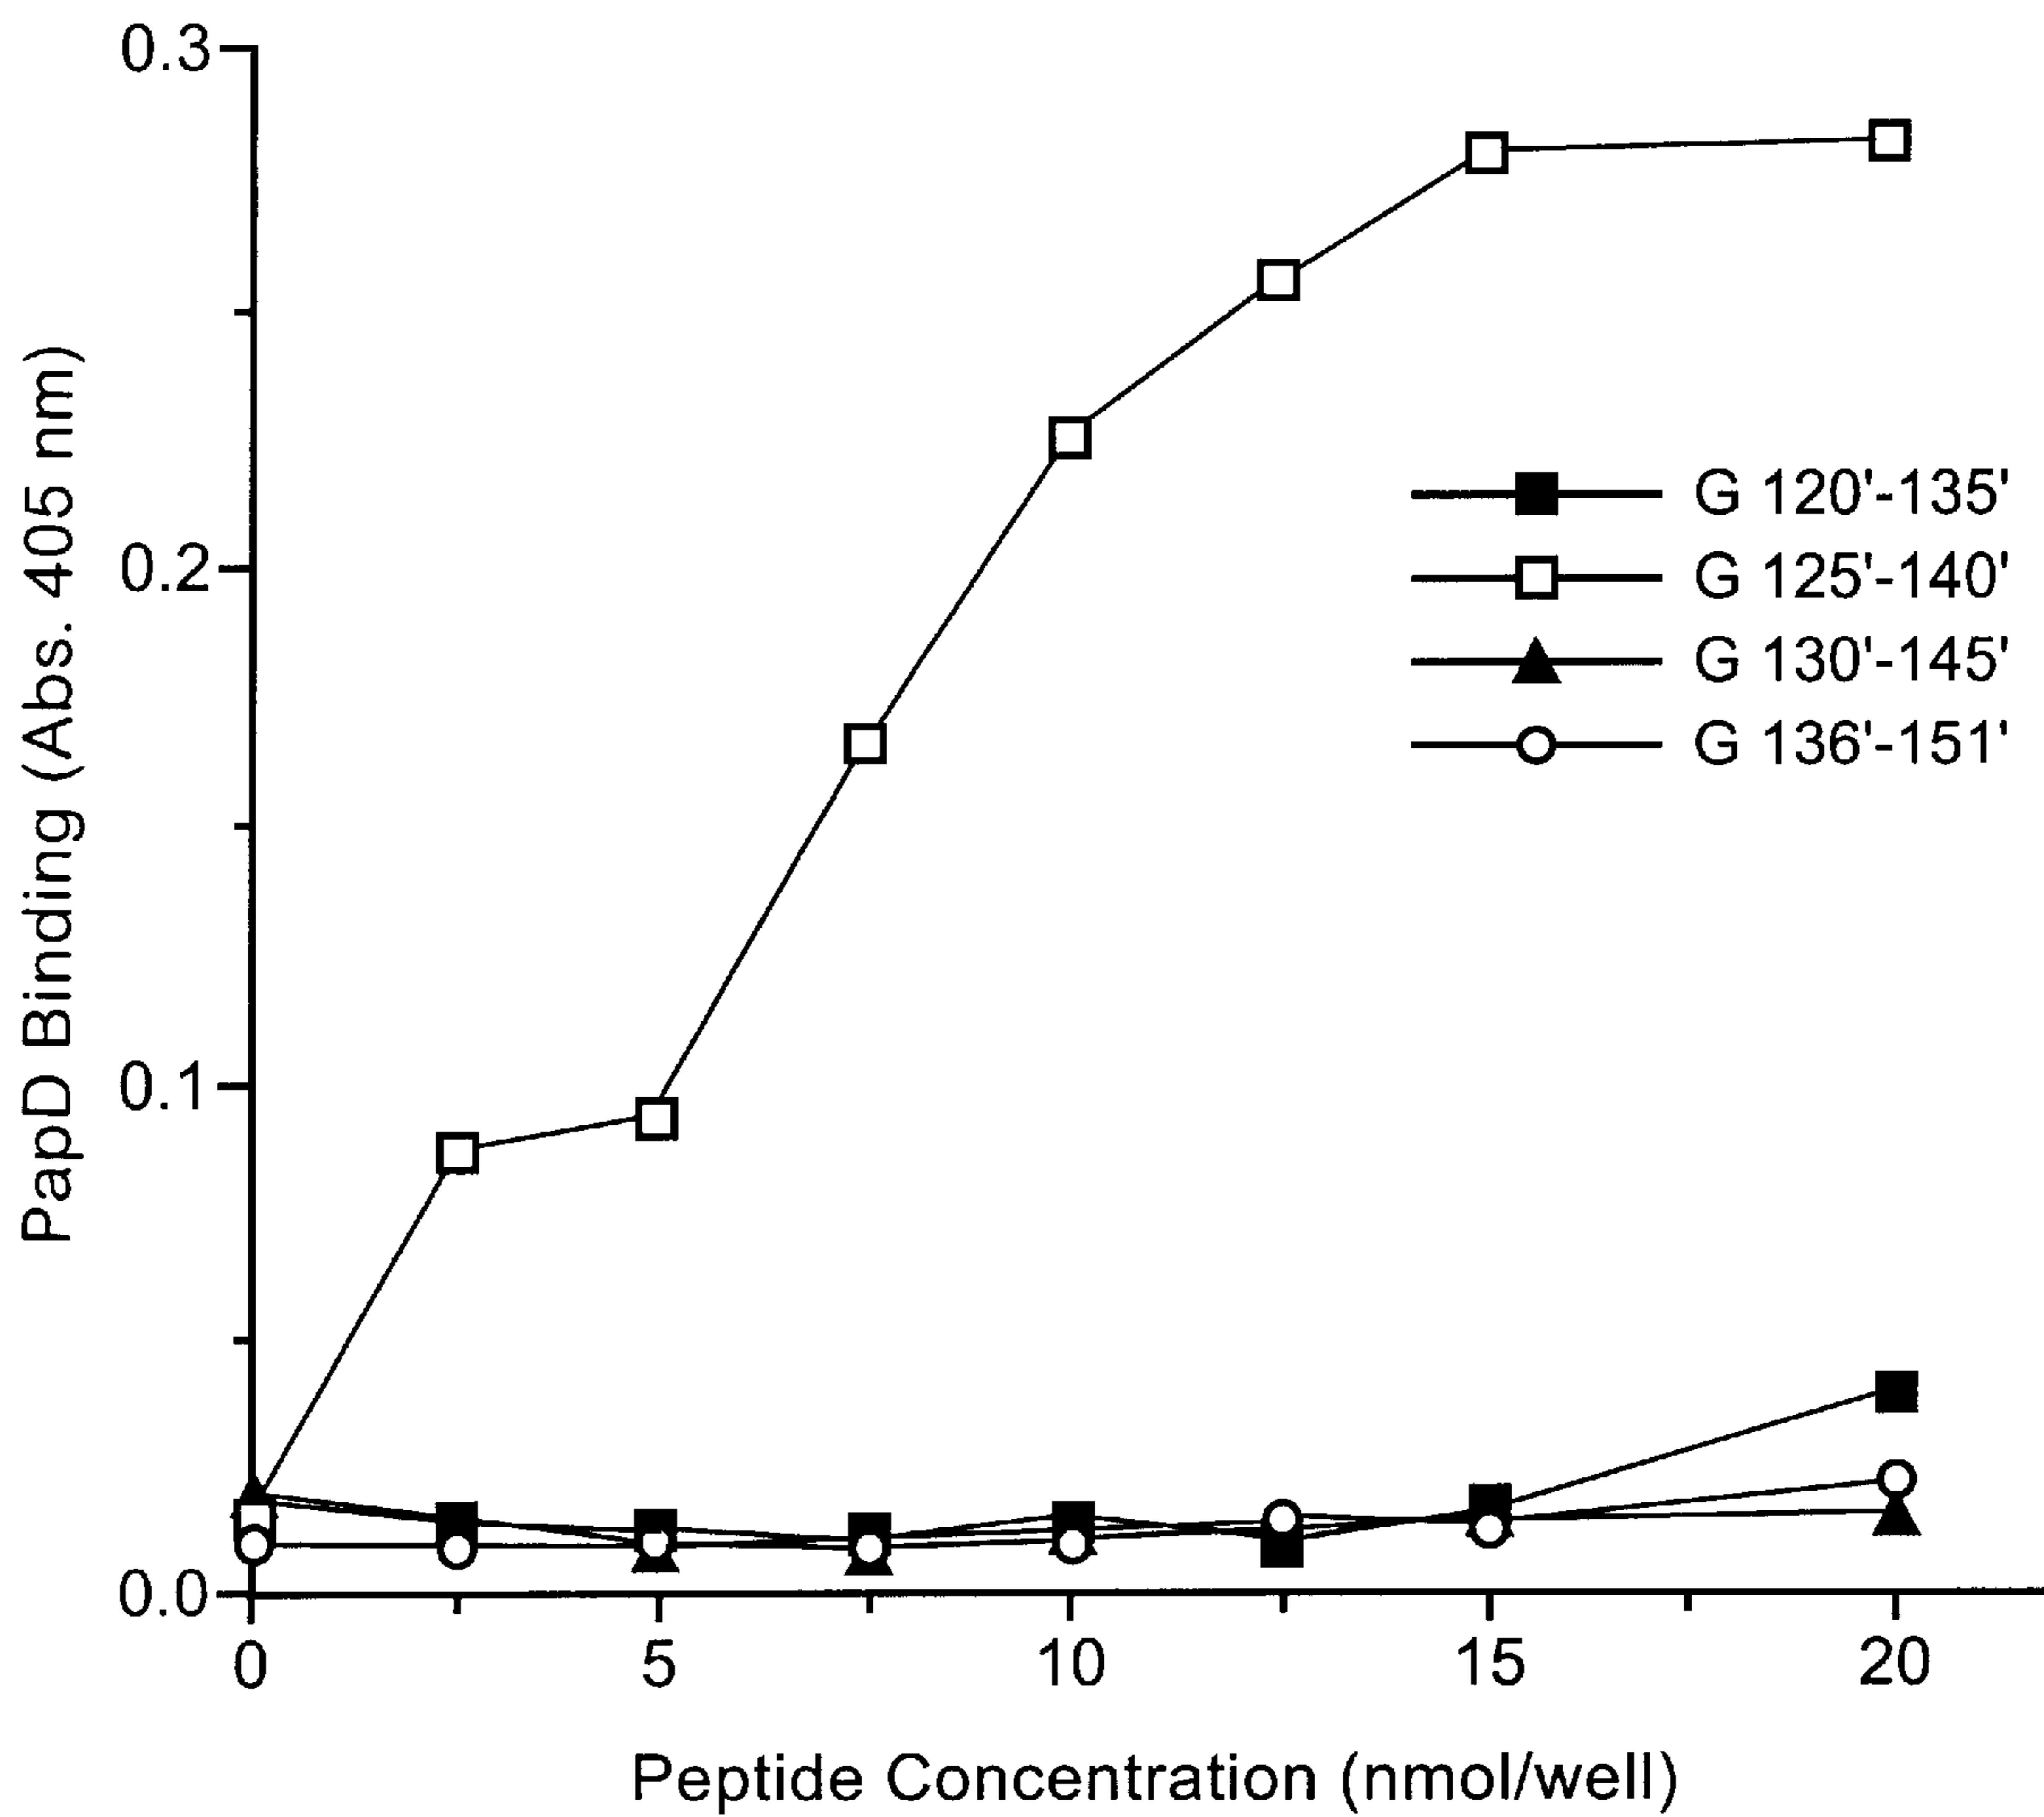 0.3
0.2
0.1
0.0
PapD Binding (Abs. 405 nm)
G 120'-135'
G 125'-140'
G 130'-145'
G 136'-151'
0 5 10 15 20
Peptide Concentration (nmol/well)